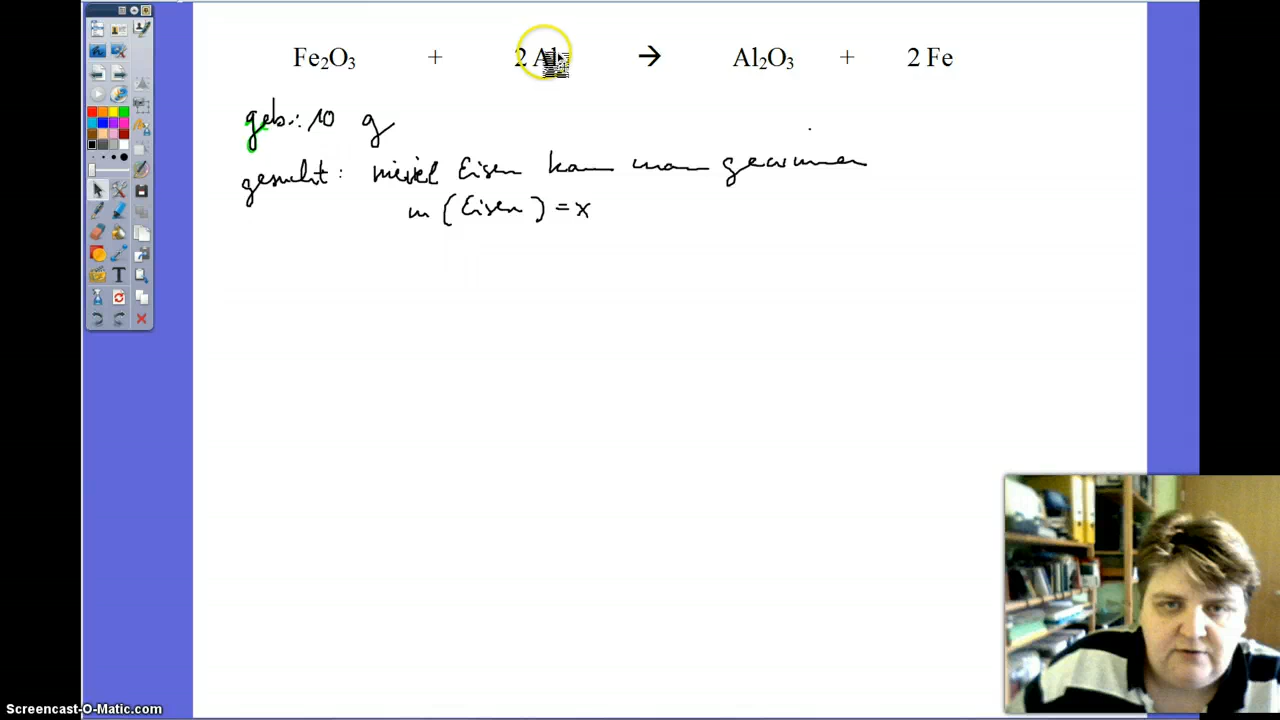 Fe₂O₃ + 2 Al → Al₂O₃ + 2 Fe
geb.: 10 g
gesucht: wieviel Eisen kann man gewinnen
m (Eisen) = x
Screencast-O-Matic.com